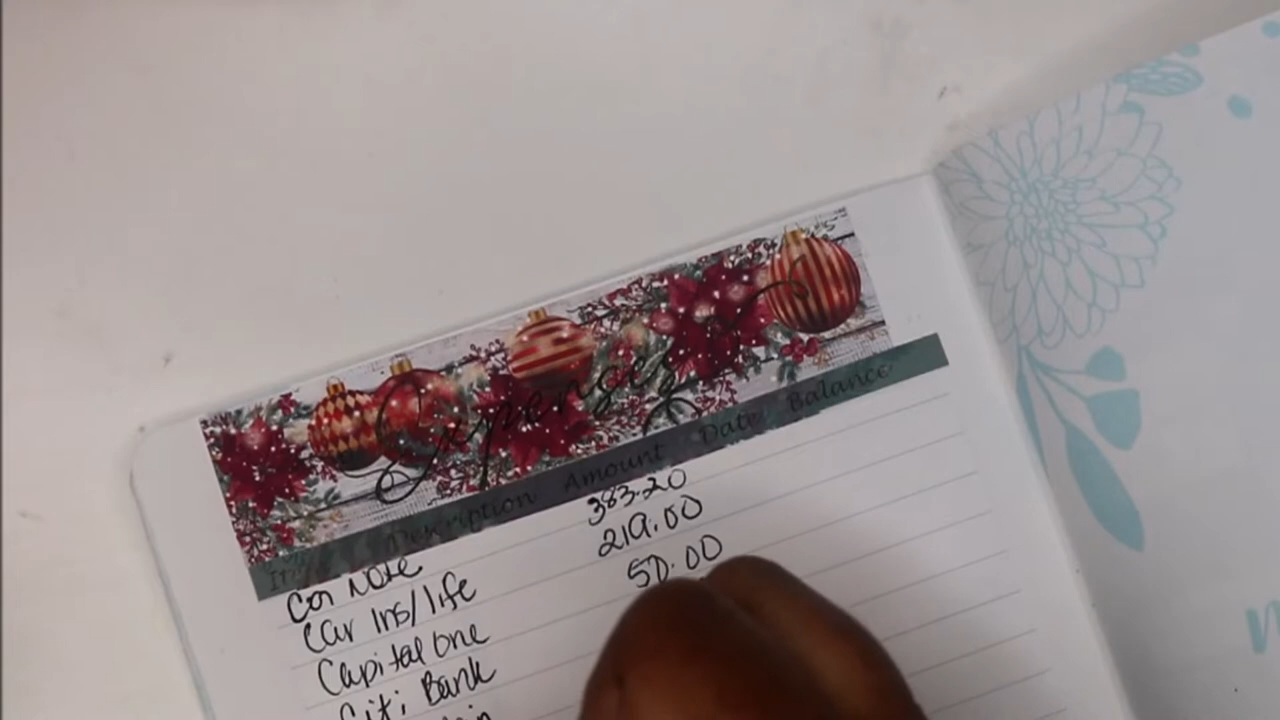 Expenses
Description Amount Date Balance
Car Note 383.20
Car Ins/life 219.00
Capital One 50.00
Citi Bank